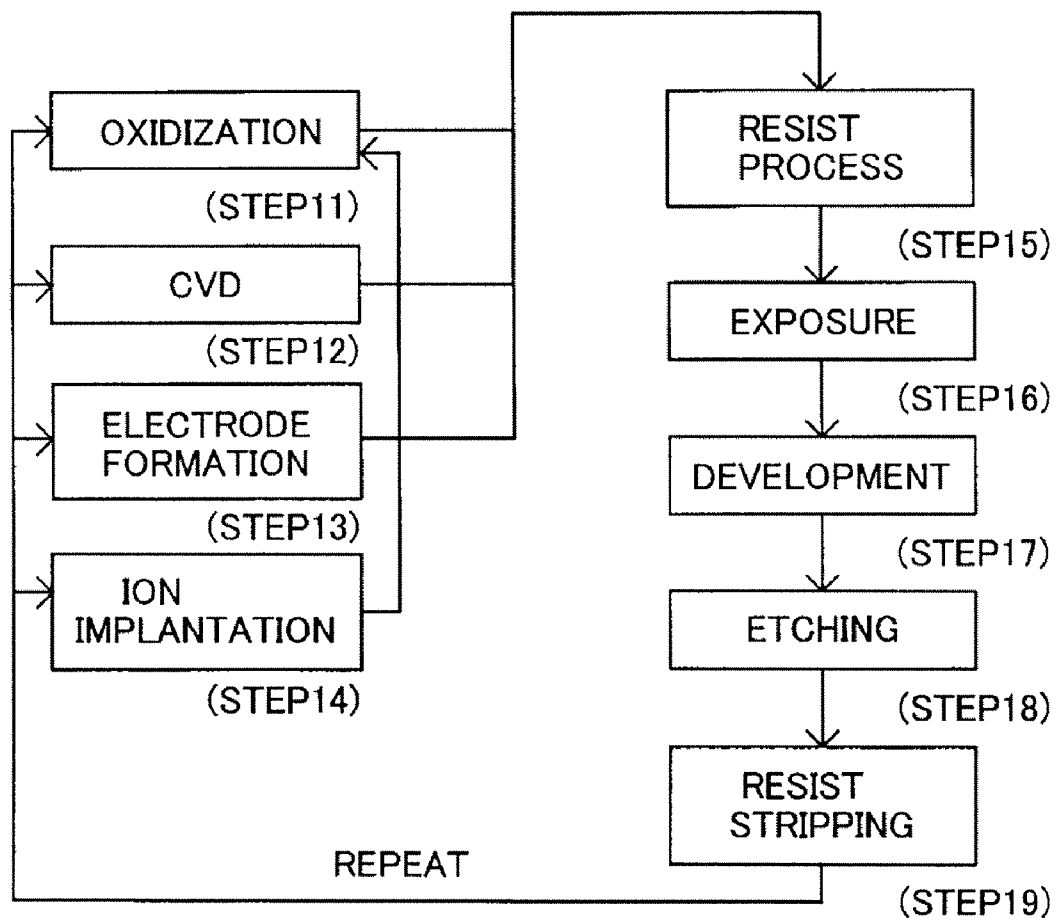 OXIDIZATION
(STEP11)
CVD
(STEP12)
ELECTRODE
FORMATION
(STEP13)
ION
IMPLANTATION
(STEP14)
RESIST
PROCESS
(STEP15)
EXPOSURE
(STEP16)
DEVELOPMENT
(STEP17)
ETCHING
(STEP18)
RESIST
STRIPPING
(STEP19)
REPEAT